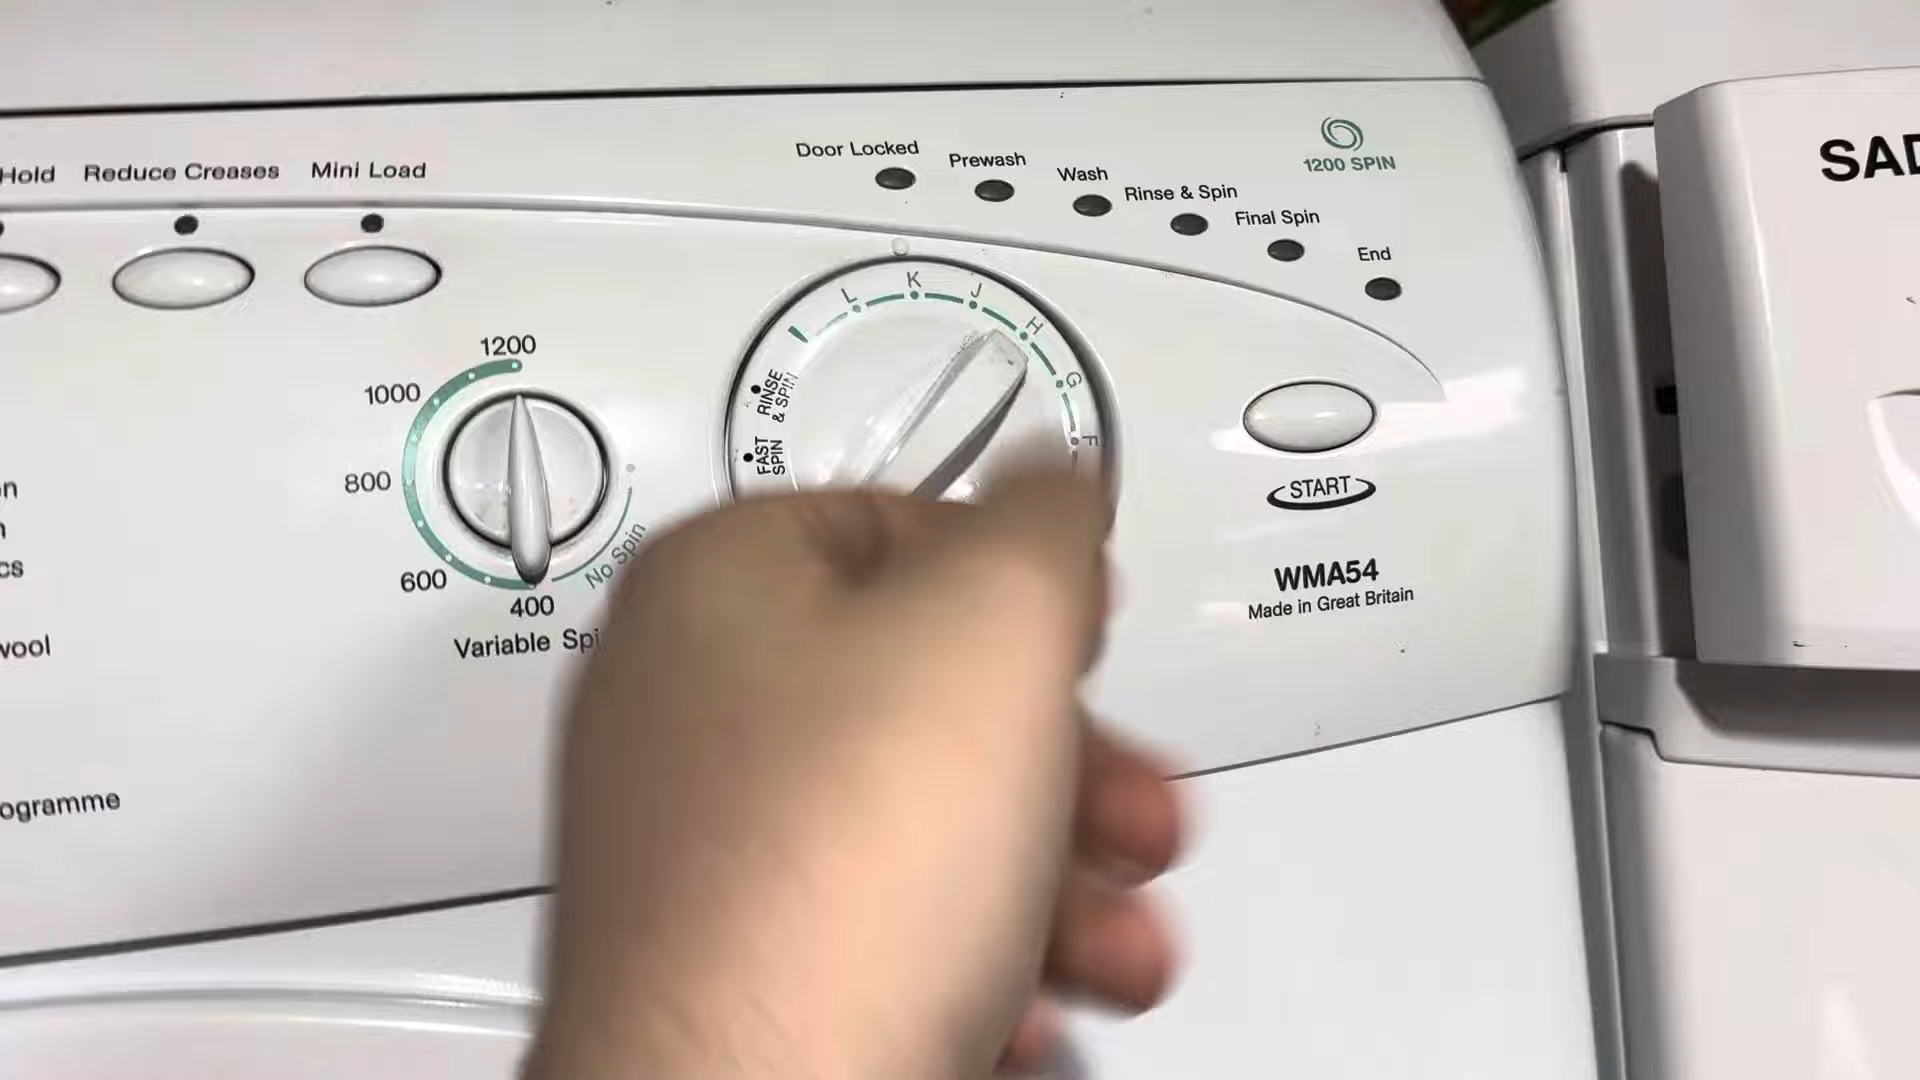 Hold
Reduce Creases
Mini Load
Door Locked
Prewash
Wash
Rinse & Spin
Final Spin
End
1200 SPIN
SAD
1200
1000
800
600
400
No Spin
Variable Spi
L
K
J
H
G
F
RINSE
& SPIN
FAST
SPIN
START
WMA54
Made in Great Britain
n
cs
wool
ogramme